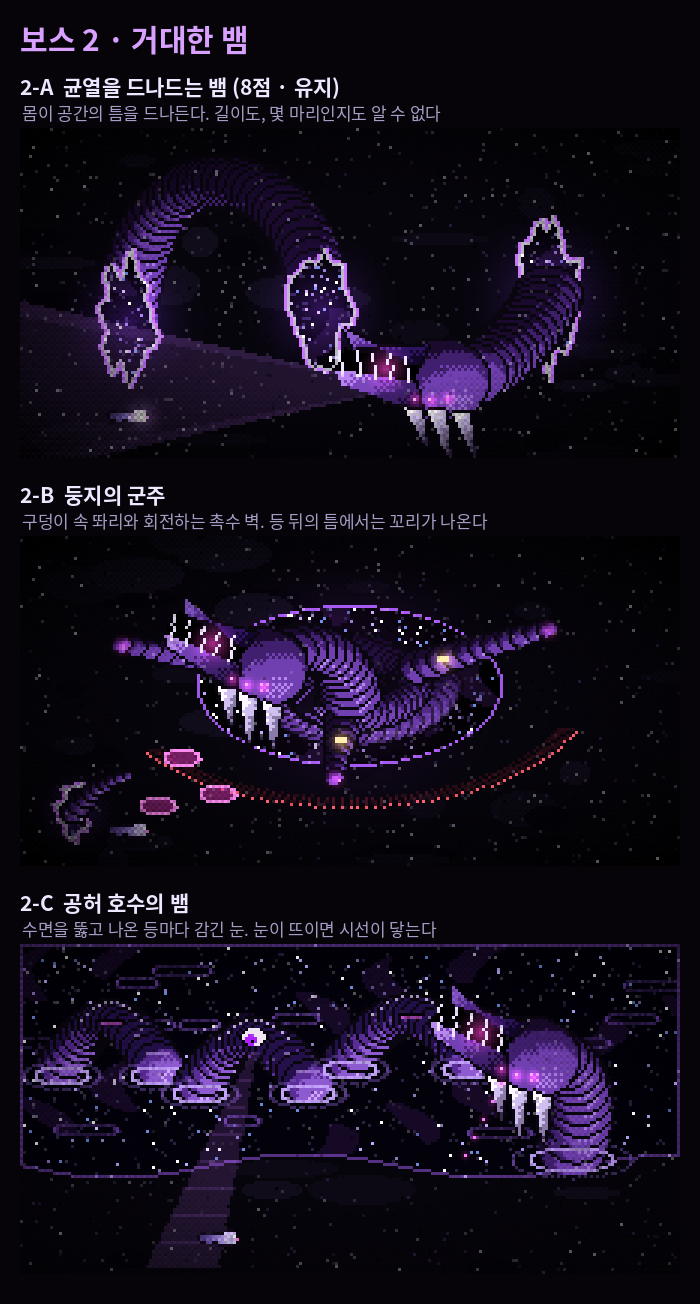 보스 2 · 거대한 뱀
2-A 균열을 드나드는 뱀 (8점 · 유지)
몸이 공간의 틈을 드나든다. 길이도, 몇 마리인지도 알 수 없다
2-B 둥지의 군주
구덩이 속 똬리와 회전하는 촉수 벽. 등 뒤의 틈에서는 꼬리가 나온다
2-C 공허 호수의 뱀
수면을 뚫고 나온 등마다 감긴 눈. 눈이 뜨이면 시선이 닿는다